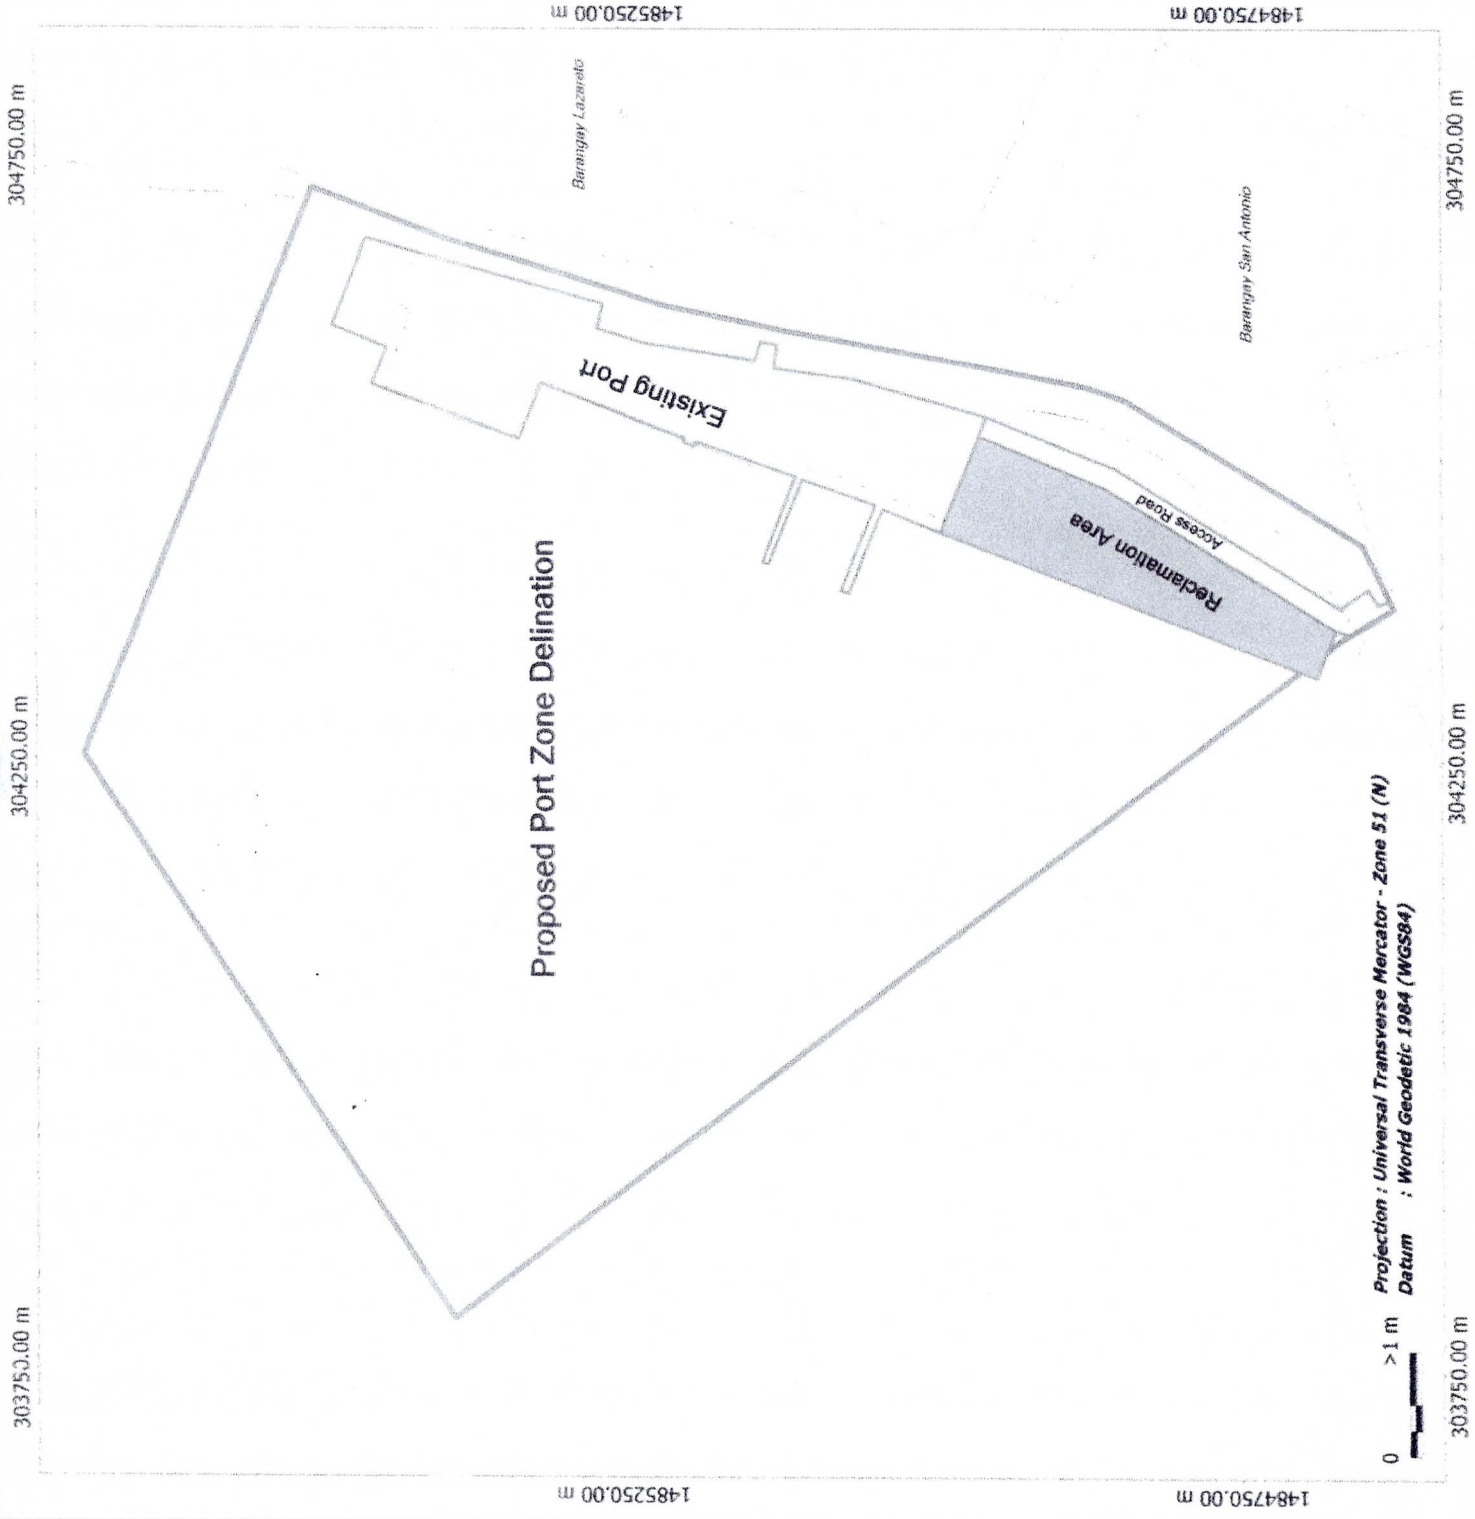 303750.00 m
304250.00 m
304750.00 m
1485250.00 m
1485250.00 m
Barangay Lazareto
Existing Port
Proposed Port Zone Delination
Reclamation Area
Access Road
Barangay San Antonio
1484750.00 m
1484750.00 m
0 >1 m
Projection : Universal Transverse Mercator - Zone 51 (N)
Datum : World Geodetic 1984 (WGS84)
303750.00 m
304250.00 m
304750.00 m